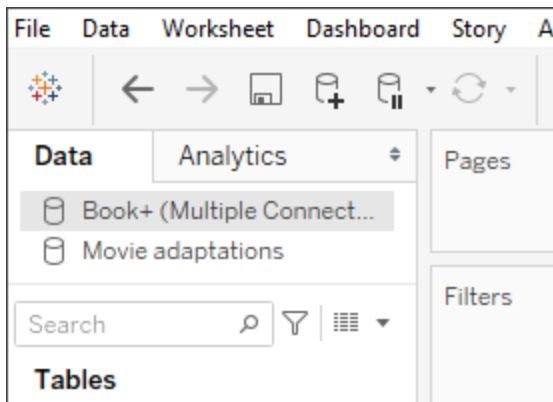 File Data Worksheet Dashboard Story A
Data Analytics
Pages
Book+ (Multiple Connect...
Movie adaptations
Filters
Search
Tables